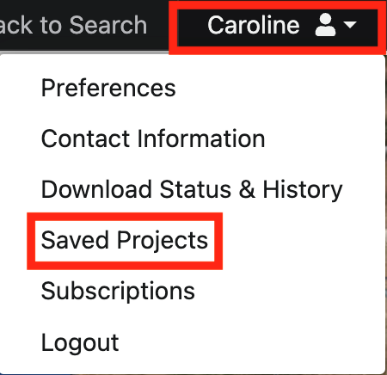 ack to Search Caroline
Preferences
Contact Information
Download Status & History
Saved Projects
Subscriptions
Logout